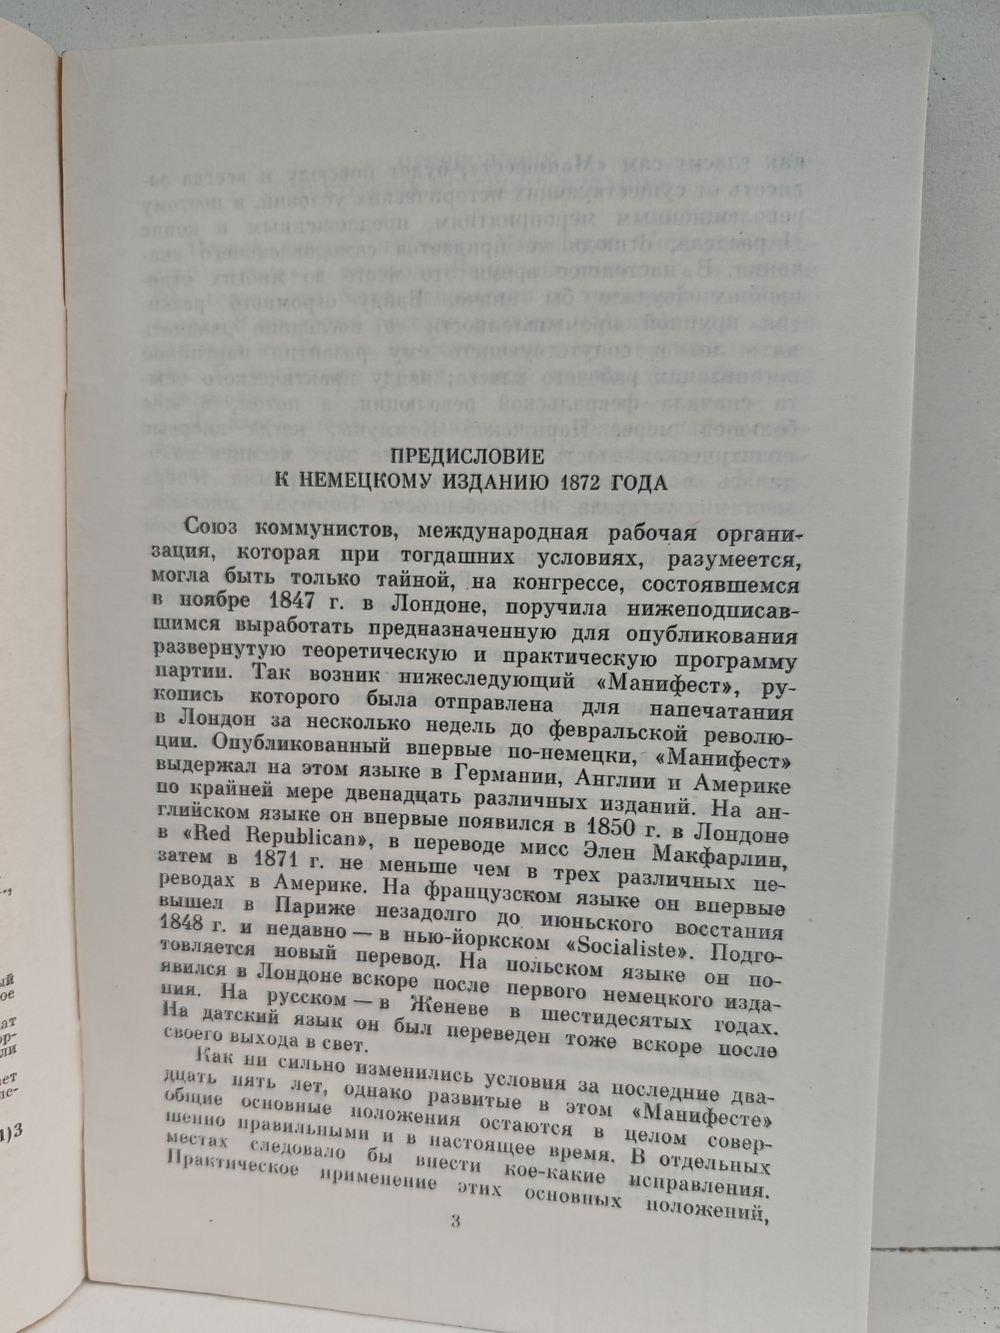 ПРЕДИСЛОВИЕ
К НЕМЕЦКОМУ ИЗДАНИЮ 1872 ГОДА
Союз коммунистов, международная рабочая органи-
зация, которая при тогдашних условиях, разумеется,
могла быть только тайной, на конгрессе, состоявшемся
в ноябре 1847 г. в Лондоне, поручила нижеподписав-
шимся выработать предназначенную для опубликования
развернутую теоретическую и практическую программу
партии. Так возник нижеследующий «Манифест», ру-
копись которого была отправлена для напечатания
в Лондон за несколько недель до февральской револю-
ции. Опубликованный впервые по-немецки, «Манифест»
выдержал на этом языке в Германии, Англии и Америке
по крайней мере двенадцать различных изданий. На ан-
глийском языке он впервые появился в 1850 г. в Лондоне
в «Red Republican», в переводе мисс Элен Макфарлин,
затем в 1871 г. не меньше чем в трех различных пе-
реводах в Америке. На французском языке он впервые
вышел в Париже незадолго до июньского восстания
1848 г. и недавно — в нью-йоркском «Socialiste». Подго-
товляется новый перевод. На польском языке он по-
явился в Лондоне вскоре после первого немецкого изда-
ния. На русском — в Женеве в шестидесятых годах.
На датский язык он был переведен тоже вскоре после
своего выхода в свет.
Как ни сильно изменились условия за последние два-
дцать пять лет, однако развитые в этом «Манифесте»
общие основные положения остаются в целом совер-
шенно правильными и в настоящее время. В отдельных
местах следовало бы внести кое-какие исправления.
Практическое применение этих основных положений,
3